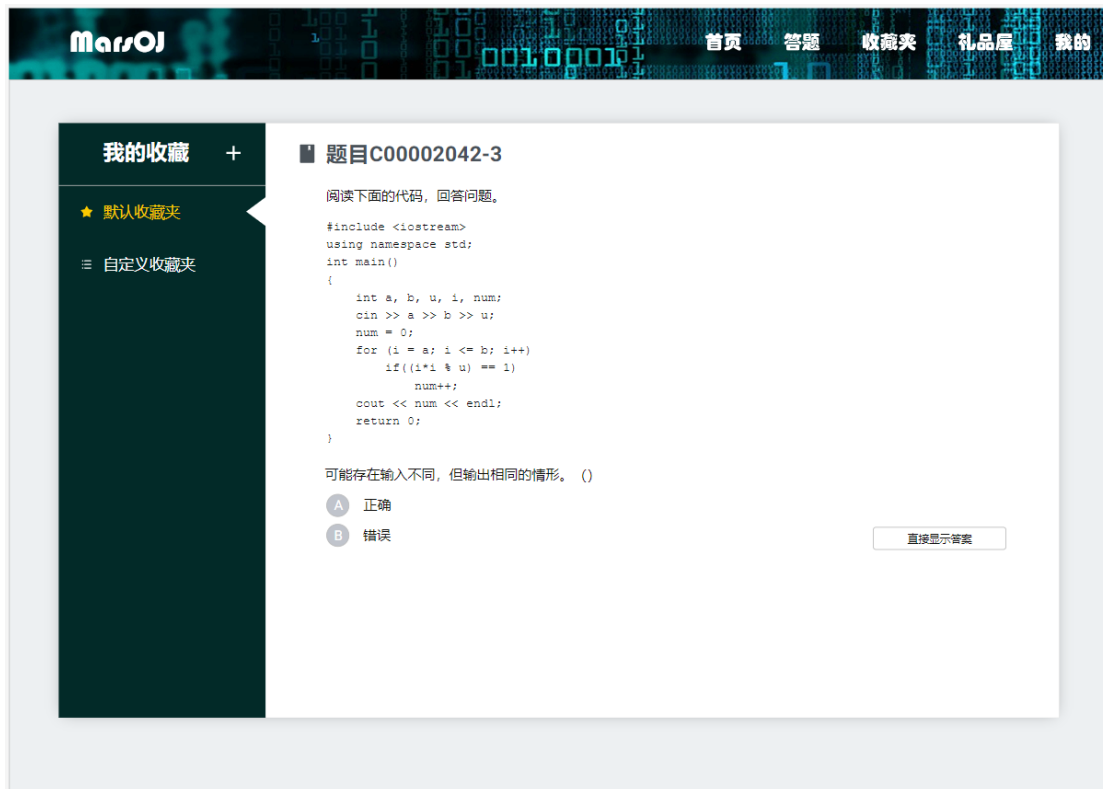 MarsOJ
首页 答题 收藏夹 礼品屋 我的
0010001
我的收藏 +
默认收藏夹
自定义收藏夹
题目C00002042-3
阅读下面的代码，回答问题。
#include <iostream>
using namespace std;
int main()
{
    int a, b, u, i, num;
    cin >> a >> b >> u;
    num = 0;
    for (i = a; i <= b; i++)
        if((i*i % u) == 1)
            num++;
    cout << num << endl;
    return 0;
}
可能存在输入不同，但输出相同的情形。 ()
A 正确
B 错误
直接显示答案